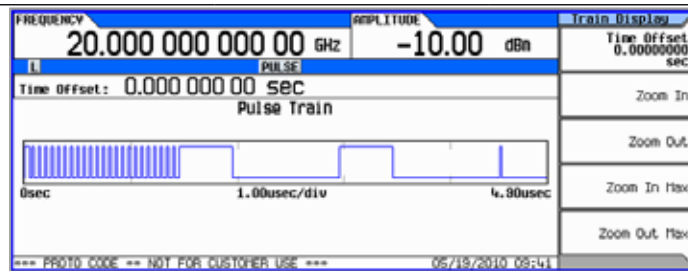 FREQUENCY
AMPLITUDE
Train Display
20.000 000 000 00 GHz
-10.00 dBm
Time Offset
0.00000000
sec
L
PULSE
Time Offset: 0.000 000 00 sec
Zoom In
Pulse Train
Zoom Out
0sec
1.00usec/div
4.90usec
Zoom In Max
Zoom Out Max
*** PROTO CODE ** NOT FOR CUSTOMER USE ***
05/19/2010 09:41